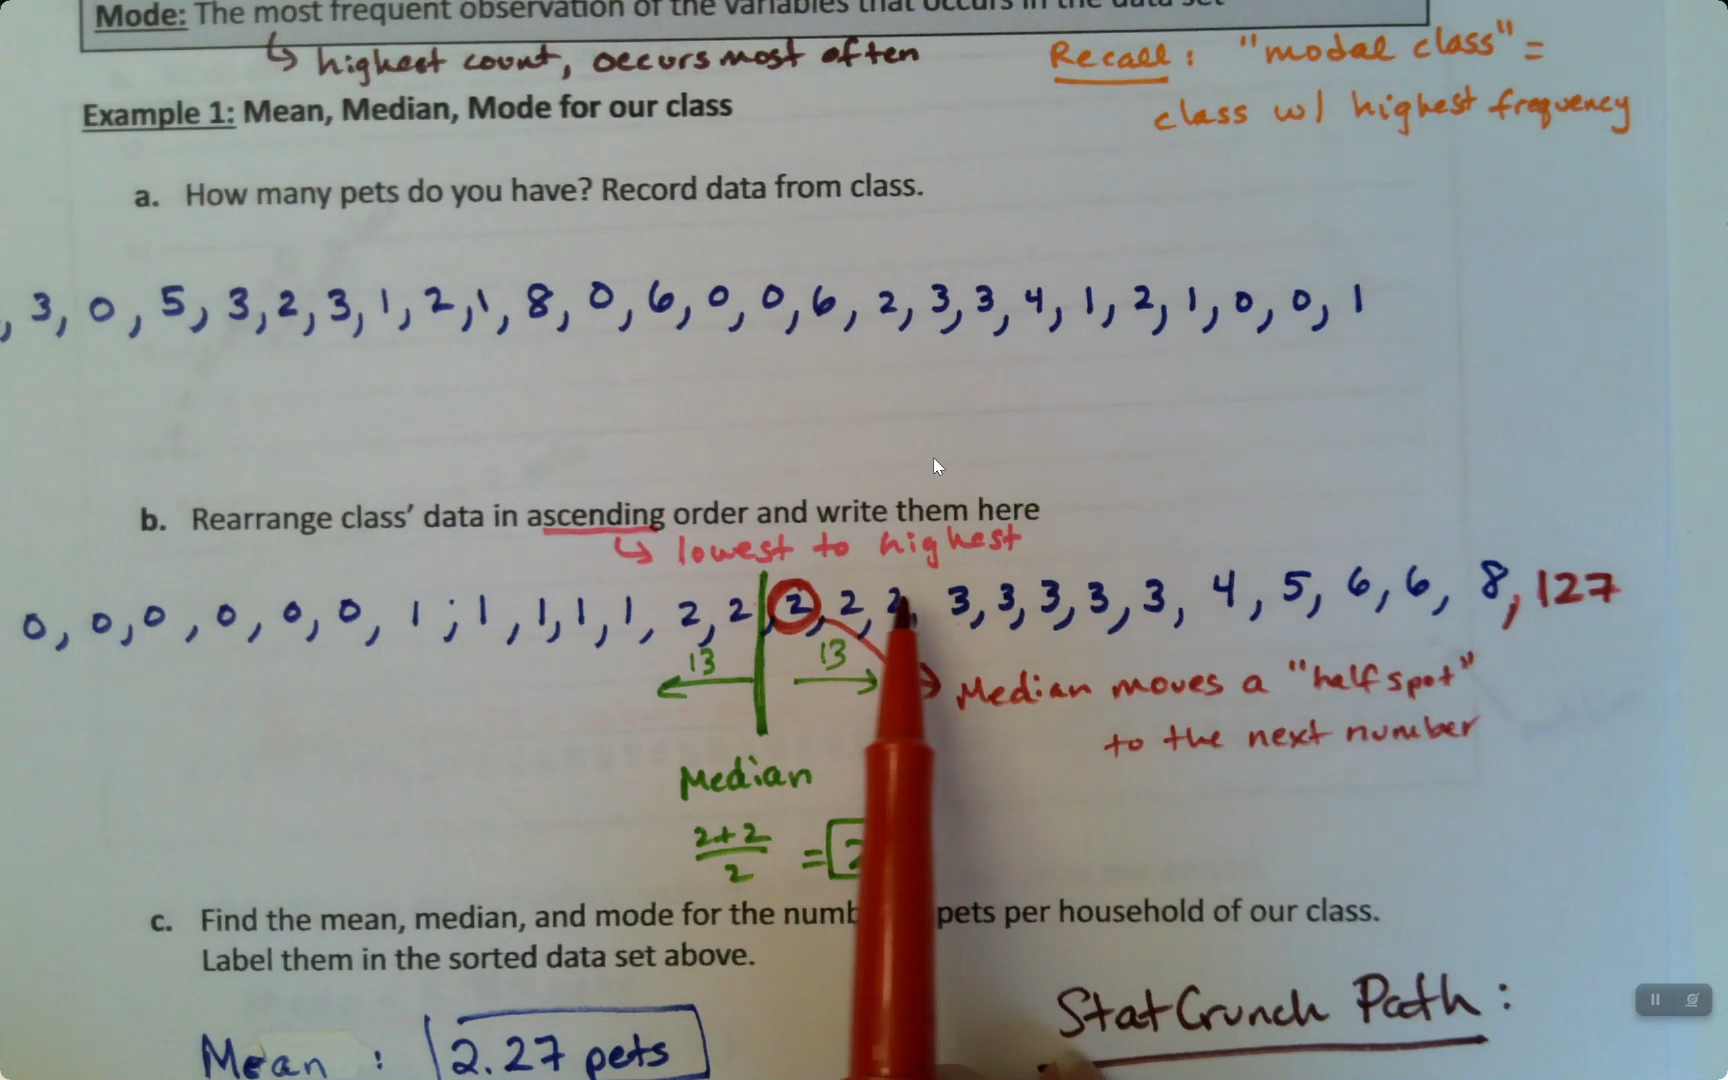 Mode: The most frequent observation of the variables that occurs in the data set
↳ highest count, occurs most often
Recall: "modal class" =
class w/ highest frequency
Example 1: Mean, Median, Mode for our class
a. How many pets do you have? Record data from class.
, 3, 0, 5, 3, 2, 3, 1, 2, 1, 8, 0, 6, 0, 0, 6, 2, 3, 3, 4, 1, 2, 1, 0, 0, 1
b. Rearrange class' data in ascending order and write them here
↳ lowest to highest
0, 0, 0, 0, 0, 0, 1, 1, 1, 1, 1, 2, 2, 2, 2, 2, 3, 3, 3, 3, 3, 4, 5, 6, 6, 8, 127
13 13
Median moves a "half spot"
to the next number
Median
2+2
2
= 2
c. Find the mean, median, and mode for the numb pets per household of our class.
Label them in the sorted data set above.
StatCrunch Path:
Mean : 2.27 pets